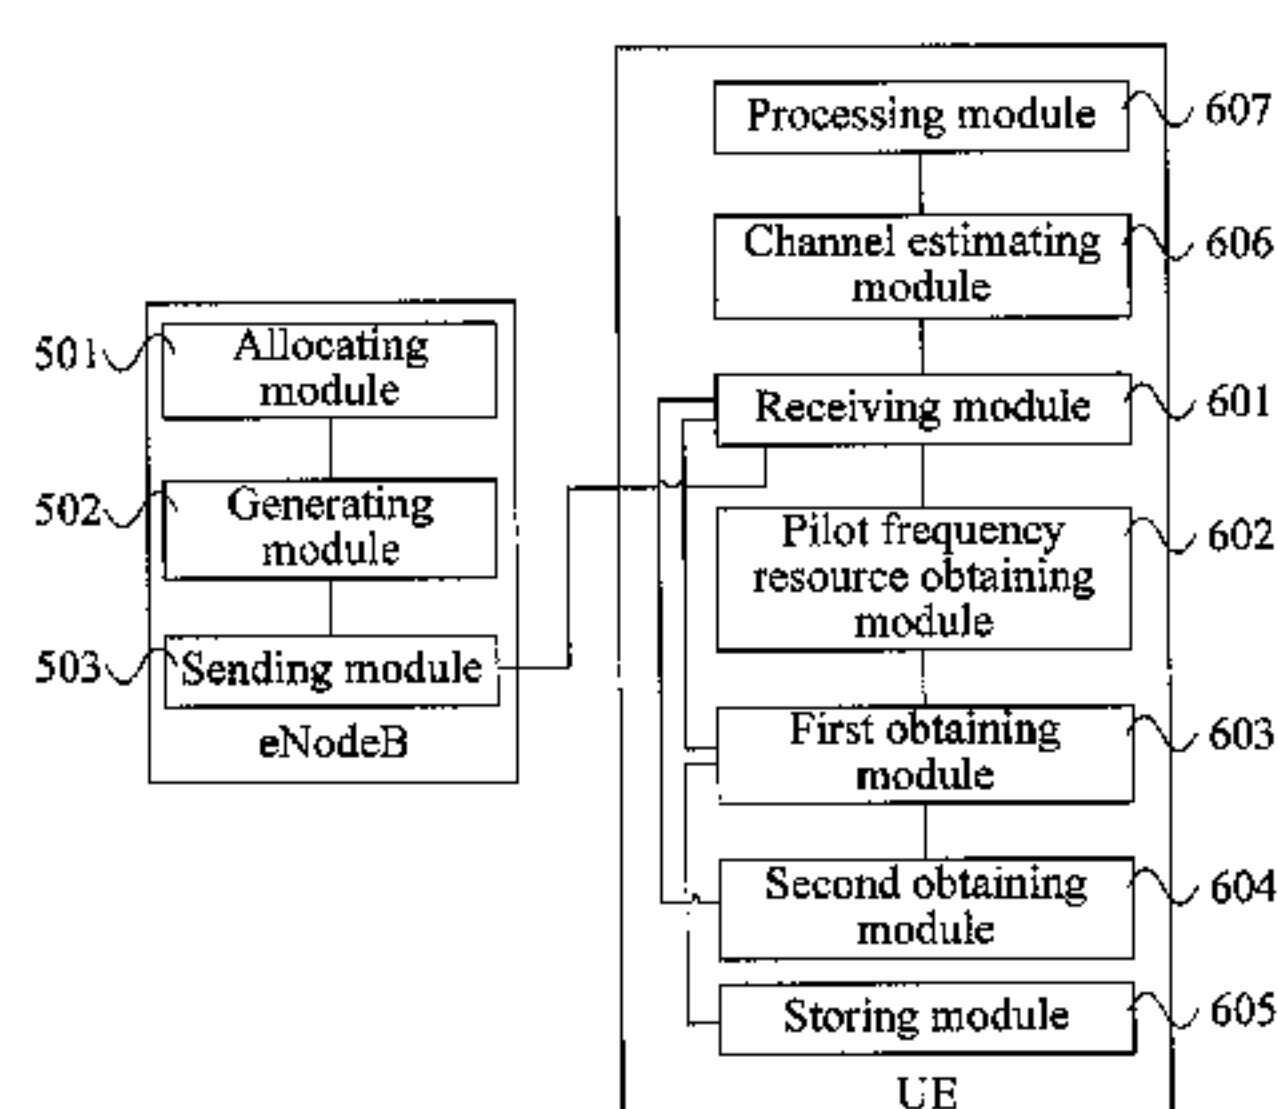 Processing module
607
Channel estimating
module
606
Receiving module
601
Pilot frequency
resource obtaining
module
602
First obtaining
module
603
Second obtaining
module
604
Storing module
605
UE
501
Allocating
module
502
Generating
module
503
Sending module
eNodeB